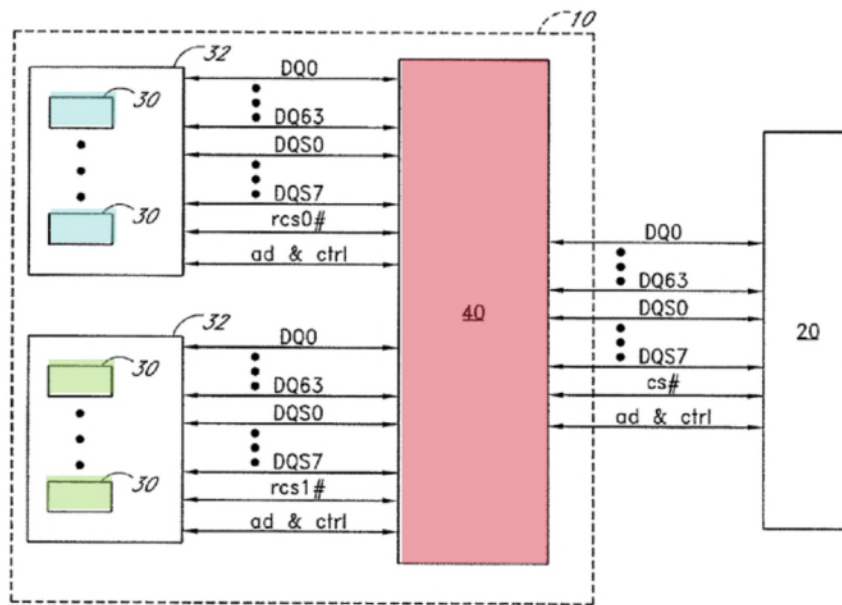 10
32
30
30
DQ0
DQ63
DQS0
DQS7
rcs0#
ad & ctrl
32
30
30
DQ0
DQ63
DQS0
DQS7
rcs1#
ad & ctrl
40
DQ0
DQ63
DQS0
DQS7
cs#
ad & ctrl
20